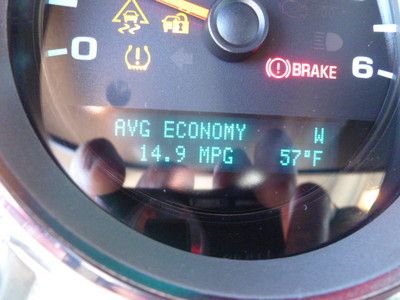 0
BRAKE 6
AVG ECONOMY W
14.9 MPG 57°F